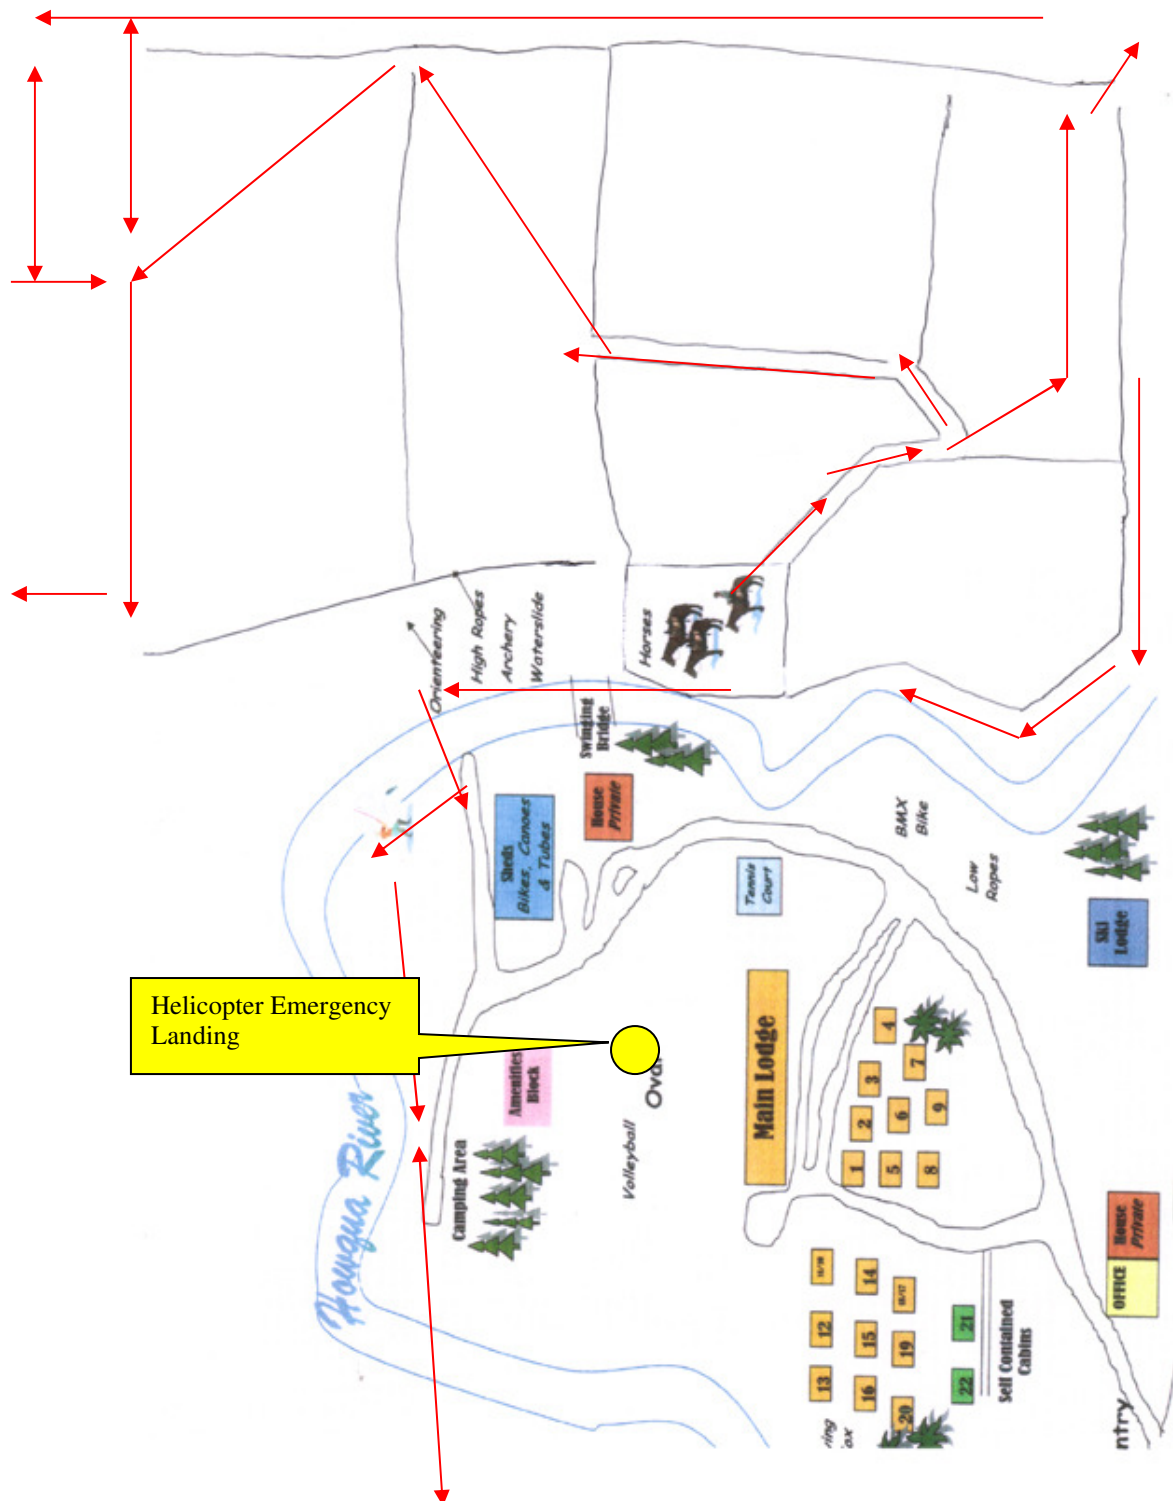 Orienteering
High Ropes
Archery
Waterslide
Horses
Swinging
Bridge
House
Private
Sheds
Bikes, Canoes
& Tubes
BMX
Bike
Low
Ropes
Tennis
Court
Ski
Lodge
Helicopter Emergency
Landing
Amenities
Block
Main Lodge
4
7
3
9
6
2
1
5
8
Howqua River
Camping Area
Volleyball
House
Private
OFFICE
14
12
15
19
21
13
16
20
22
Self Contained
Cabins